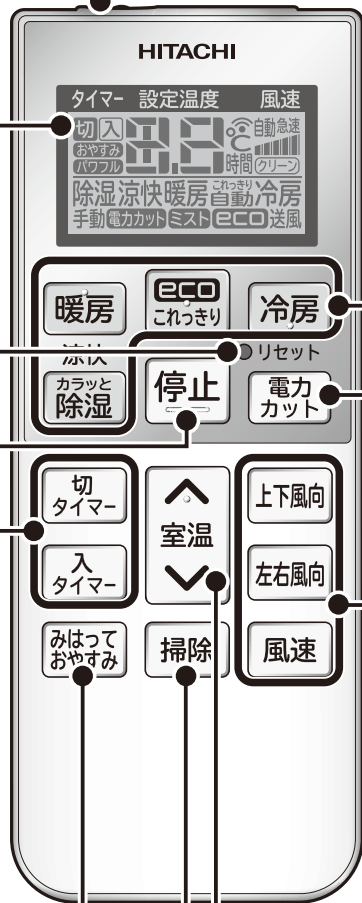 HITACHI
タイマー 設定温度 風速
切 入 8.8 ℃ 自動 急速
おやすみ
パワフル 時間 クリーン
除湿 涼快 暖房 これっきり自動 冷房
手動 電力カット ミスト eco 送風
暖房 eco これっきり 冷房
涼快 リセット
カラッと除湿 停止 電力カット
切タイマー 室温 上下風向
入タイマー 左右風向
みはっておやすみ 掃除 風速